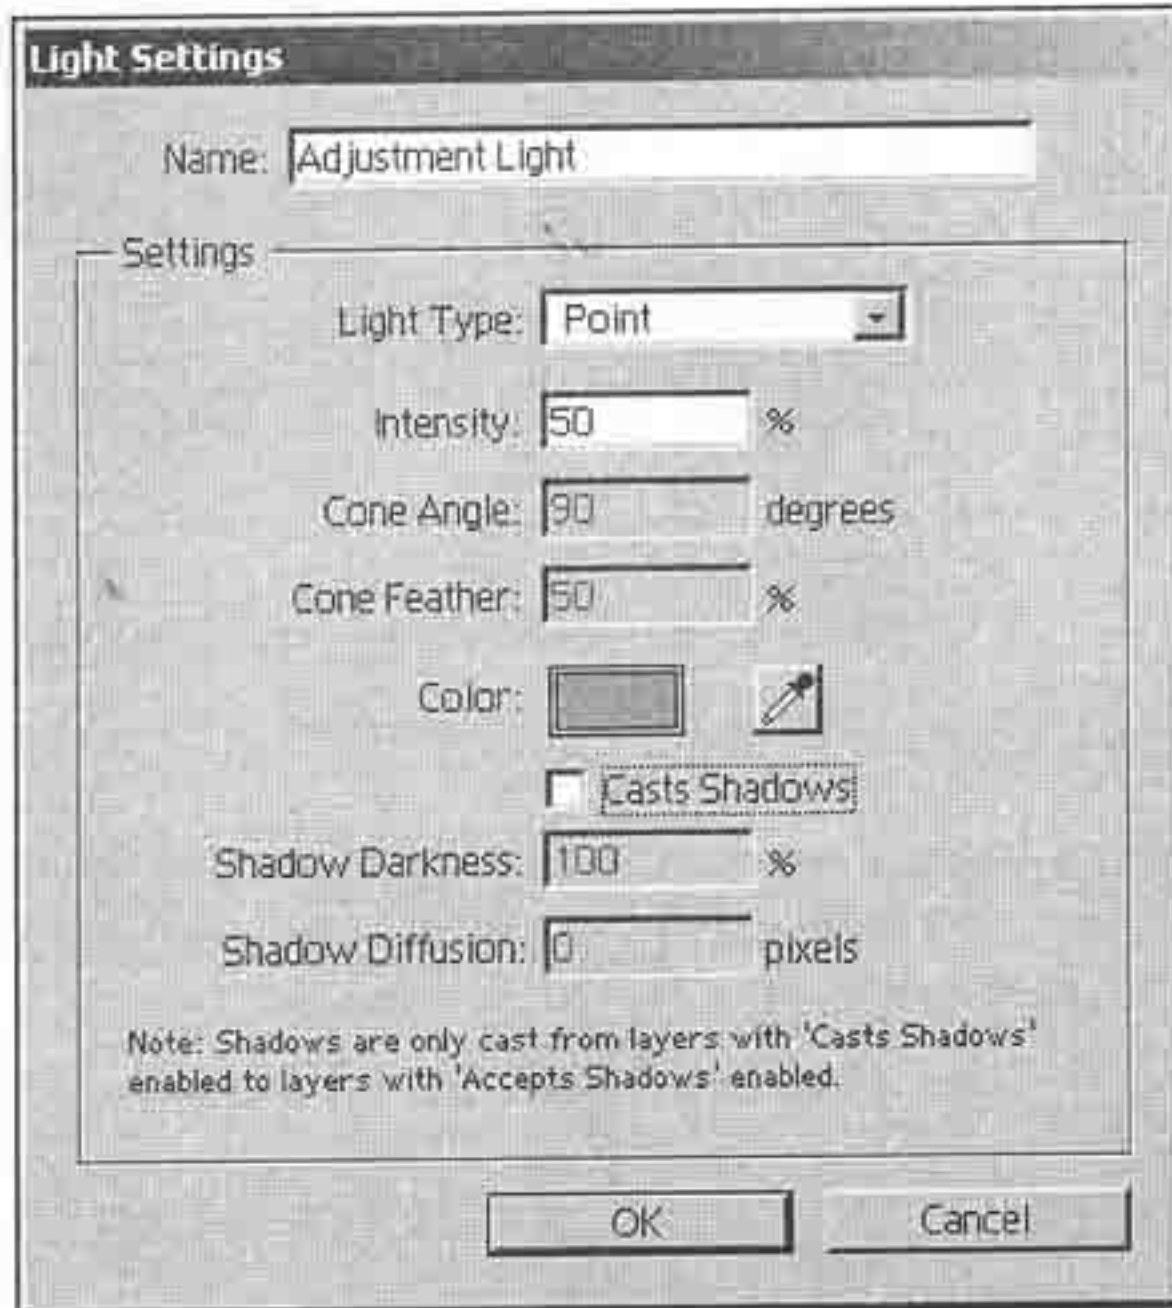 Light Settings
Name: Adjustment Light
Settings
Light Type: Point
Intensity: 50 %
Cone Angle: 90 degrees
Cone Feather: 50 %
Color:
Casts Shadows
Shadow Darkness: 100 %
Shadow Diffusion: 0 pixels
Note: Shadows are only cast from layers with 'Casts Shadows'
enabled to layers with 'Accepts Shadows' enabled.
OK Cancel